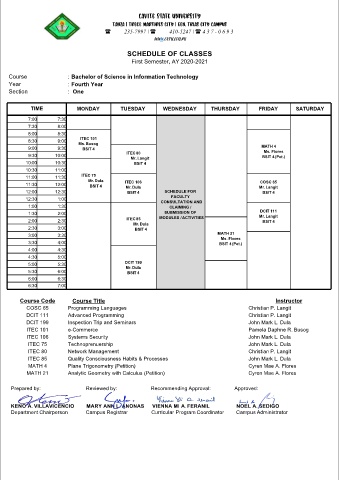 CAVITE STATE UNIVERSITY
TANZA | TRECE MARTIRES CITY | GEN. TRIAS CITY CAMPUS
☎ 235-7997 | ☎ 410-5247 | ☎ 437-0693
www.cvsu.edu.ph
SCHEDULE OF CLASSES
First Semester, AY 2020-2021
Course : Bachelor of Science in Information Technology
Year : Fourth Year
Section : One
TIME MONDAY TUESDAY WEDNESDAY THURSDAY FRIDAY SATURDAY
7:00 7:30
7:30 8:00
8:00 8:30
8:30 9:00
9:00 9:30
9:30 10:00
10:00 10:30
10:30 11:00
11:00 11:30
11:30 12:00
12:00 12:30
12:30 1:00
1:00 1:30
1:30 2:00
2:00 2:30
2:30 3:00
3:00 3:30
3:30 4:00
4:00 4:30
4:30 5:00
5:00 5:30
5:30 6:00
6:00 6:30
6:30 7:00
ITEC 101
Ms. Busog
BSIT 4
ITEC 75
Mr. Dula
BSIT 4
ITEC 80
Mr. Langit
BSIT 4
ITEC 106
Mr. Dula
BSIT 4
ITEC 85
Mr. Dula
BSIT 4
DCIT 199
Mr. Dula
BSIT 4
SCHEDULE FOR
FACULTY
CONSULTATION AND
CLAIMING /
SUBMISSION OF
MODULES /ACTIVITIES
MATH 21
Ms. Flores
BSIT 4 (Pet.)
MATH 4
Ms. Flores
BSIT 4 (Pet.)
COSC 85
Mr. Langit
BSIT 4
DCIT 111
Mr. Langit
BSIT 4
Course Code Course Title Instructor
COSC 85 Programming Languages Christian P. Langit
DCIT 111 Advanced Programming Christian P. Langit
DCIT 199 Inspection Trip and Seminars John Mark L. Dula
ITEC 101 e-Commerce Pamela Daphne R. Busog
ITEC 106 Systems Security John Mark L. Dula
ITEC 75 Technopreneurship John Mark L. Dula
ITEC 80 Network Management Christian P. Langit
ITEC 85 Quality Consciousness Habits & Processes John Mark L. Dula
MATH 4 Plane Trigonometry (Petition) Cyren Mae A. Flores
MATH 21 Analytic Geometry with Calculus (Petition) Cyren Mae A. Flores
Prepared by: Reviewed by: Recommending Approval: Approved:
KENO A. VILLAVICENCIO MARY ANN VIENNA MI A. FERANIL NOEL A. SEDIGO
Department Chairperson Campus Registrar Curricular Program Coordinator Campus Administrator